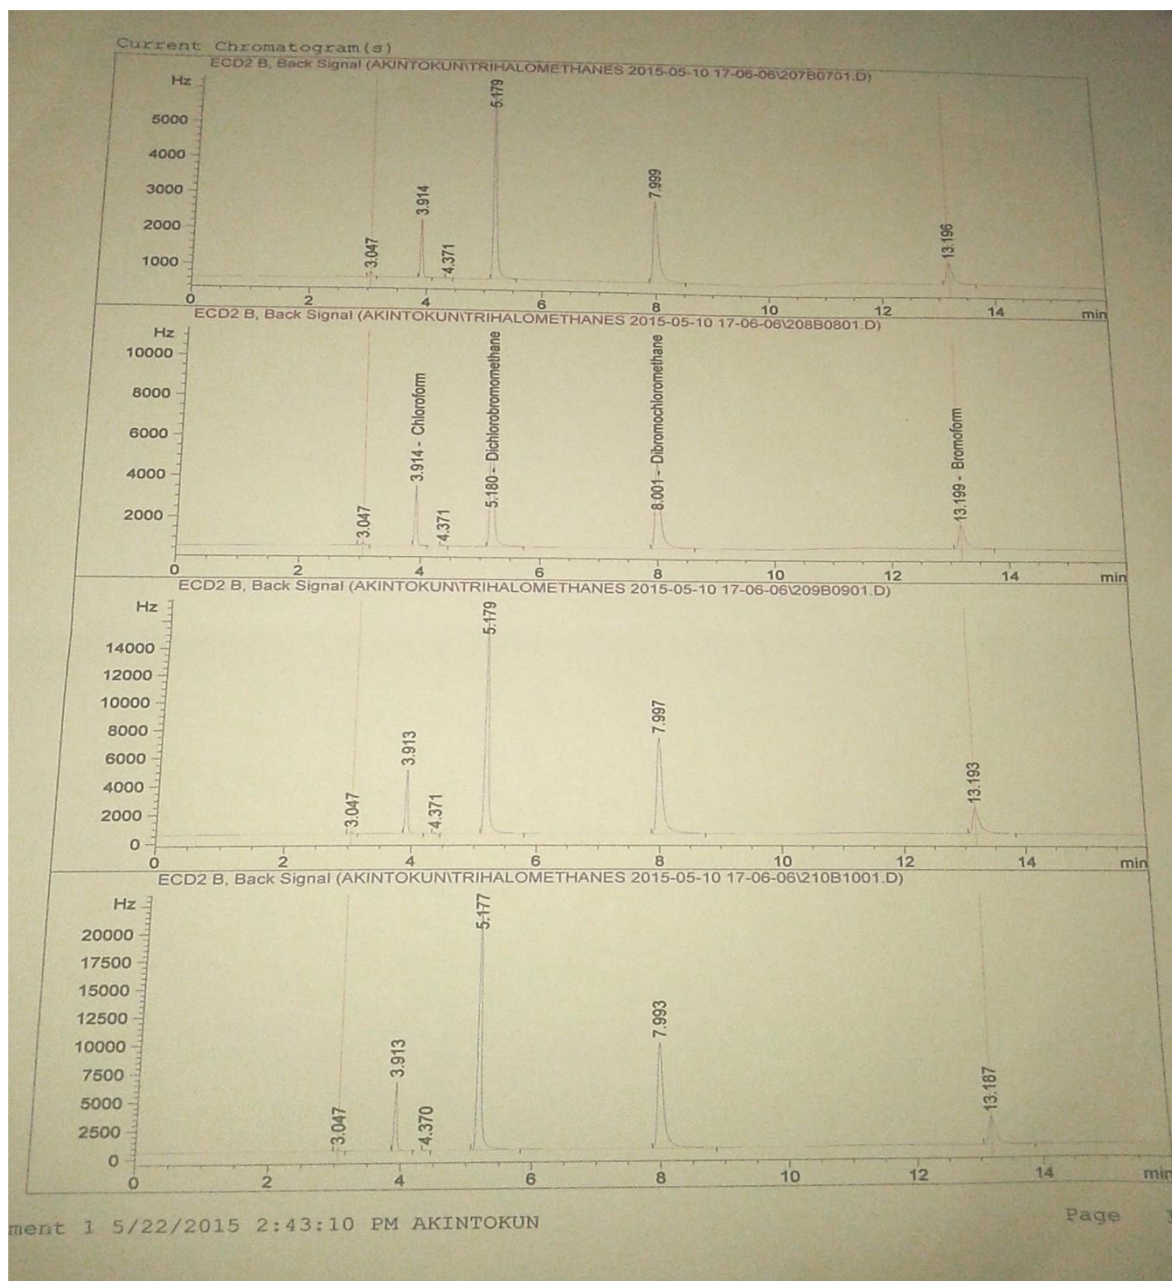 Current Chromatogram(s)
ECD2 B, Back Signal (AKINTOKUN\TRIHALOMETHANES 2015-05-10 17-06-06\207B0701.D)
Hz
5.179
5000
4000
3000
2000
1000
3.047
3.914
4.371
7.999
13.196
0 2 4 6 8 10 12 14 min
ECD2 B, Back Signal (AKINTOKUN\TRIHALOMETHANES 2015-05-10 17-06-06\208B0801.D)
Hz
10000
8000
6000
4000
2000
3.047
3.914 - Chloroform
4.371
5.180 - Dichlorobromomethane
8.001 - Dibromochloromethane
13.199 - Bromoform
0 2 4 6 8 10 12 14 min
ECD2 B, Back Signal (AKINTOKUN\TRIHALOMETHANES 2015-05-10 17-06-06\209B0901.D)
Hz
14000
12000
10000
8000
6000
4000
2000
0
3.047
3.913
4.371
5.179
7.997
13.193
0 2 4 6 8 10 12 14 min
ECD2 B, Back Signal (AKINTOKUN\TRIHALOMETHANES 2015-05-10 17-06-06\210B1001.D)
Hz
20000
17500
15000
12500
10000
7500
5000
2500
0
3.047
3.913
4.370
5.177
7.993
13.187
0 2 4 6 8 10 12 14 min
ment 1 5/22/2015 2:43:10 PM AKINTOKUN
Page